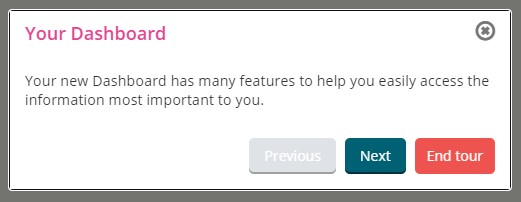 Your Dashboard
Your new Dashboard has many features to help you easily access the
information most important to you.
Previous Next End tour